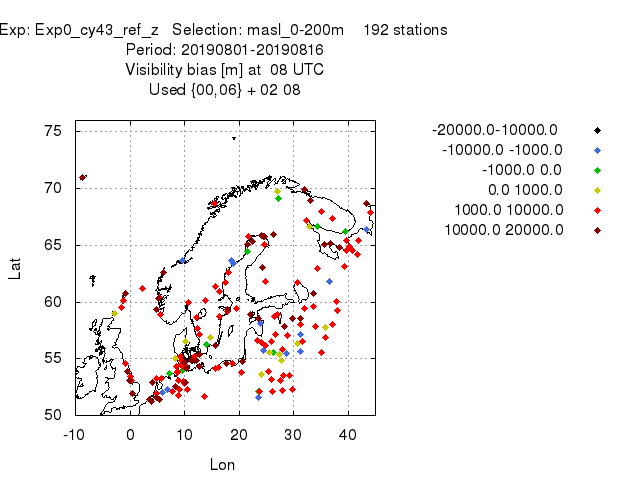 Exp: Exp0_cy43_ref_z Selection: masl_0-200m 192 stations
Period: 20190801-20190816
Visibility bias [m] at 08 UTC
Used {00,06} + 02 08
-20000.0-10000.0
-10000.0 -1000.0
-1000.0 0.0
0.0 1000.0
1000.0 10000.0
10000.0 20000.0
75
70
65
60
55
50
Lat
-10 0 10 20 30 40
Lon